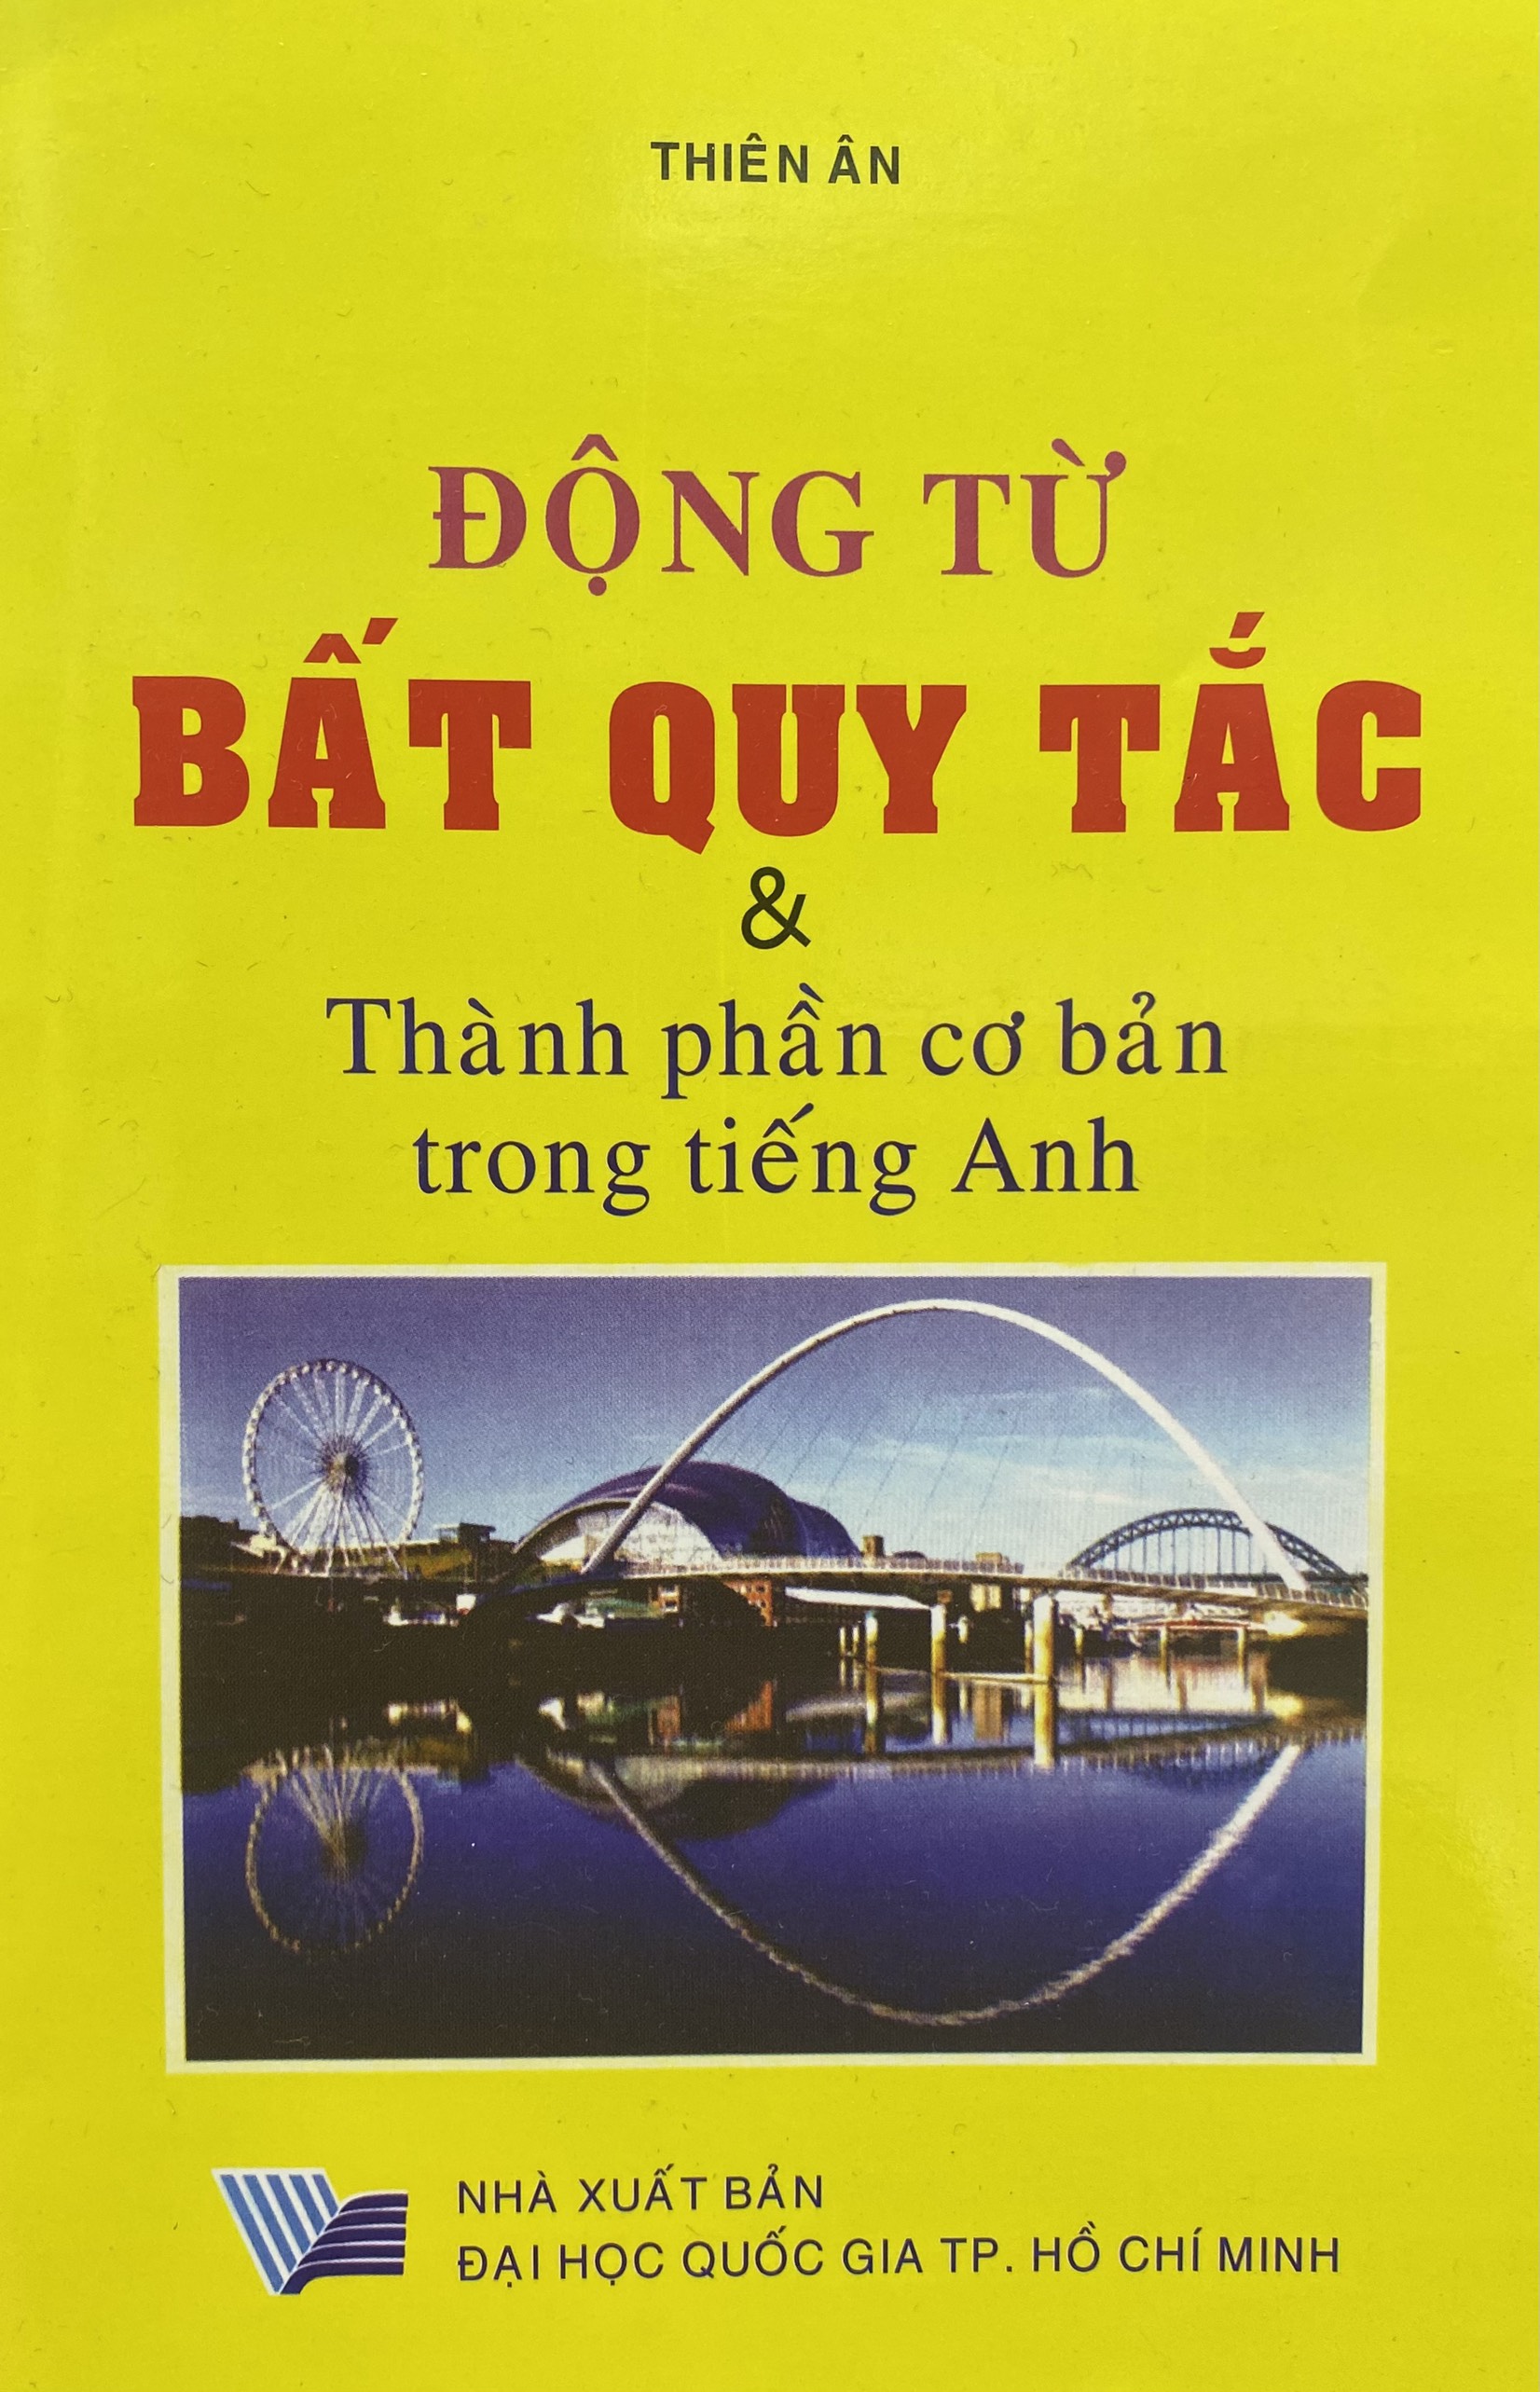 THIÊN ÂN
ĐỘNG TỪ
BẤT QUY TẮC
&
Thành phần cơ bản
trong tiếng Anh
NHÀ XUẤT BẢN
ĐẠI HỌC QUỐC GIA TP. HỒ CHÍ MINH